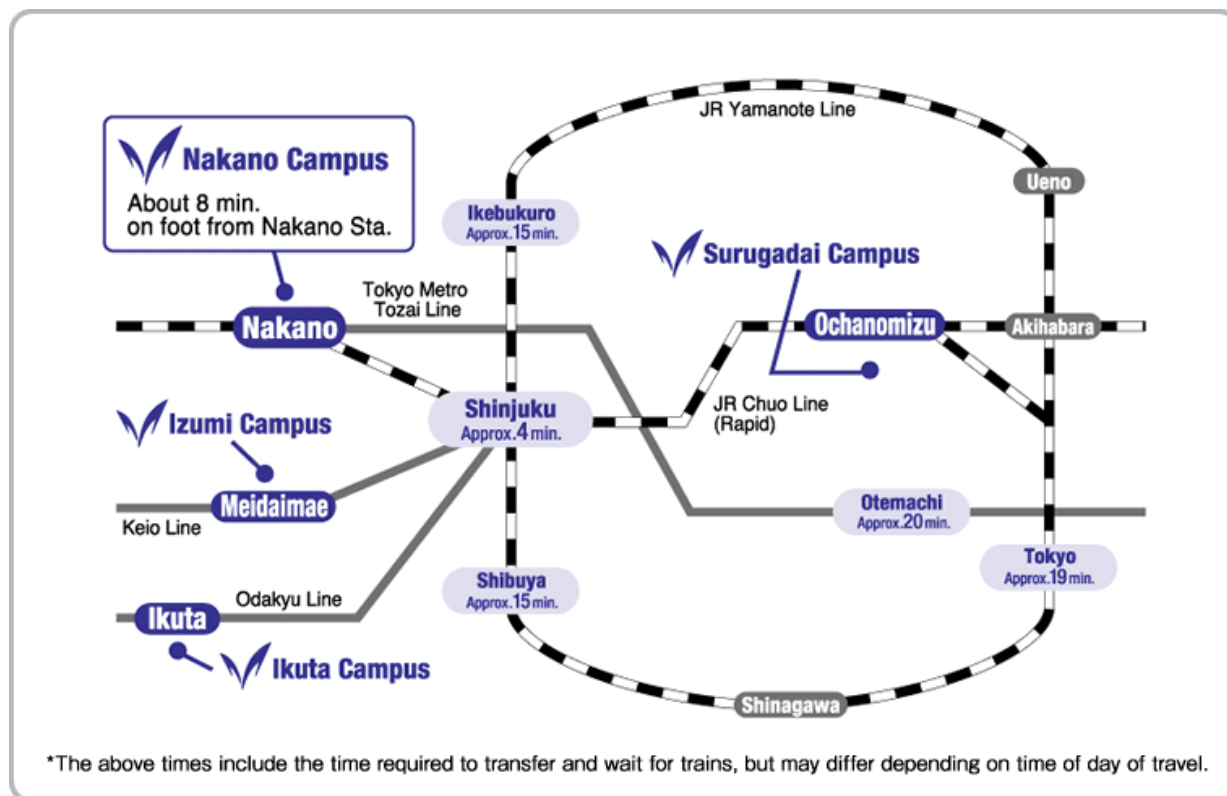 JR Yamanote Line
Nakano Campus
About 8 min.
on foot from Nakano Sta.
Ueno
Ikebukuro
Approx.15 min.
Surugadai Campus
Tokyo Metro
Tozai Line
Nakano
Ochanomizu
Akihabara
Shinjuku
Approx.4 min.
JR Chuo Line
(Rapid)
Izumi Campus
Meidaimae
Keio Line
Otemachi
Approx.20 min.
Tokyo
Approx.19 min.
Shibuya
Approx.15 min.
Odakyu Line
Ikuta
Ikuta Campus
Shinagawa
*The above times include the time required to transfer and wait for trains, but may differ depending on time of day of travel.